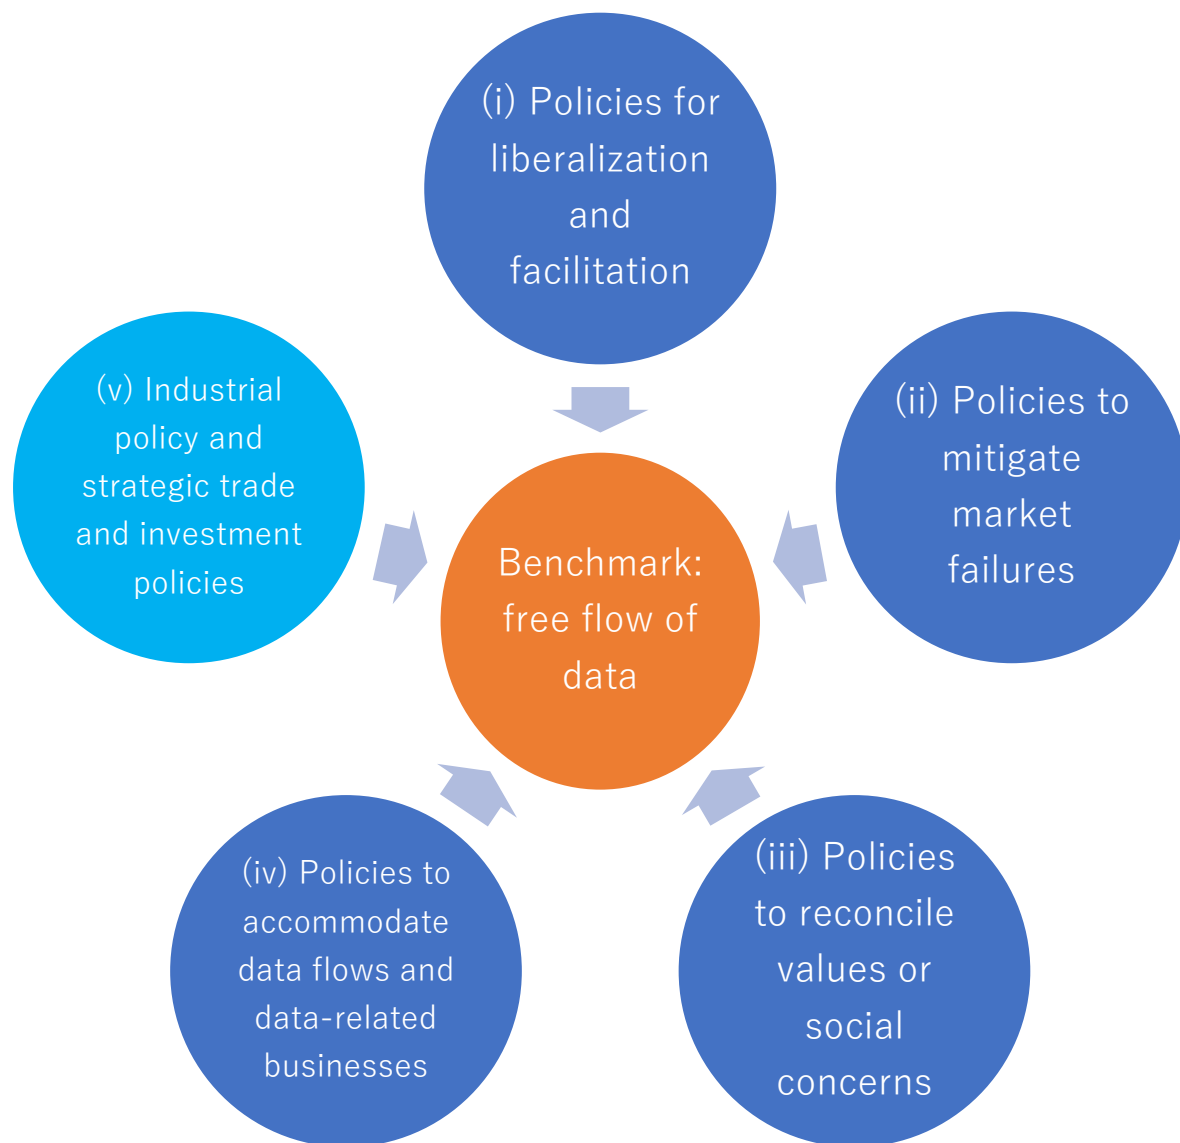 (i) Policies for
liberalization
and
facilitation
(ii) Policies to
mitigate
market
failures
(iii) Policies
to reconcile
values or
social
concerns
(iv) Policies to
accommodate
data flows and
data-related
businesses
(v) Industrial
policy and
strategic trade
and investment
policies
Benchmark:
free flow of
data